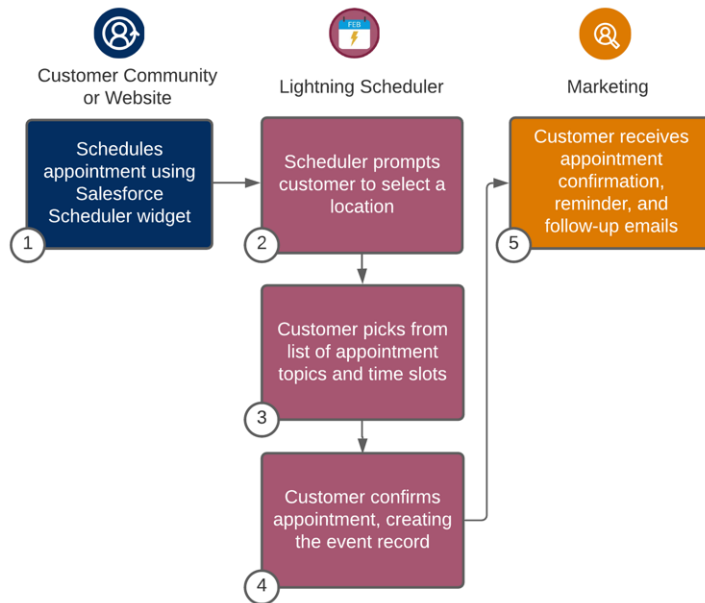 FEB
Customer Community
or Website
Lightning Scheduler
Marketing
Schedules
appointment using
Salesforce
Scheduler widget
1
Scheduler prompts
customer to select a
location
2
Customer picks from
list of appointment
topics and time slots
3
Customer confirms
appointment, creating
the event record
4
Customer receives
appointment
confirmation,
reminder, and
follow-up emails
5